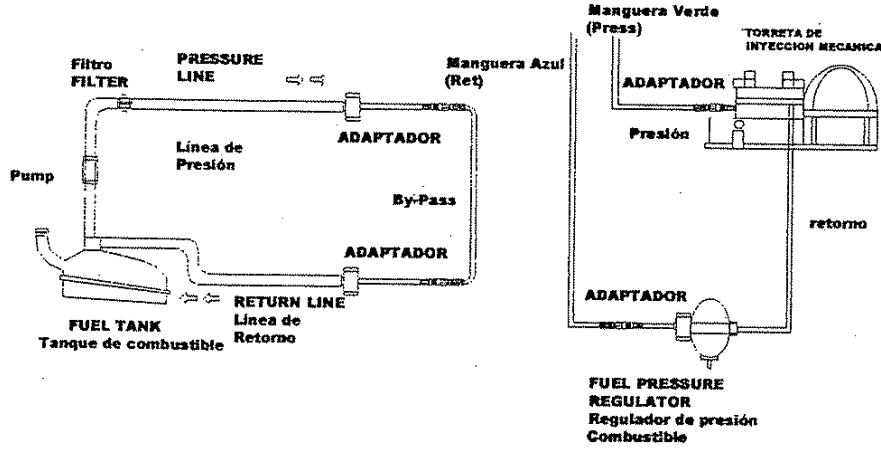 Filtro
FILTER
PRESSURE
LINE
ADAPTADOR
Línea de
Presión
Pump
By-Pass
ADAPTADOR
RETURN LINE
Línea de
Retorno
FUEL TANK
Tanque de combustible
Manguera Verde
(Press)
Manguera Azul
(Ret)
TORRETA DE
INYECCION MECANICA
ADAPTADOR
Presión
retorno
ADAPTADOR
FUEL PRESSURE
REGULATOR
Regulador de presión
Combustible